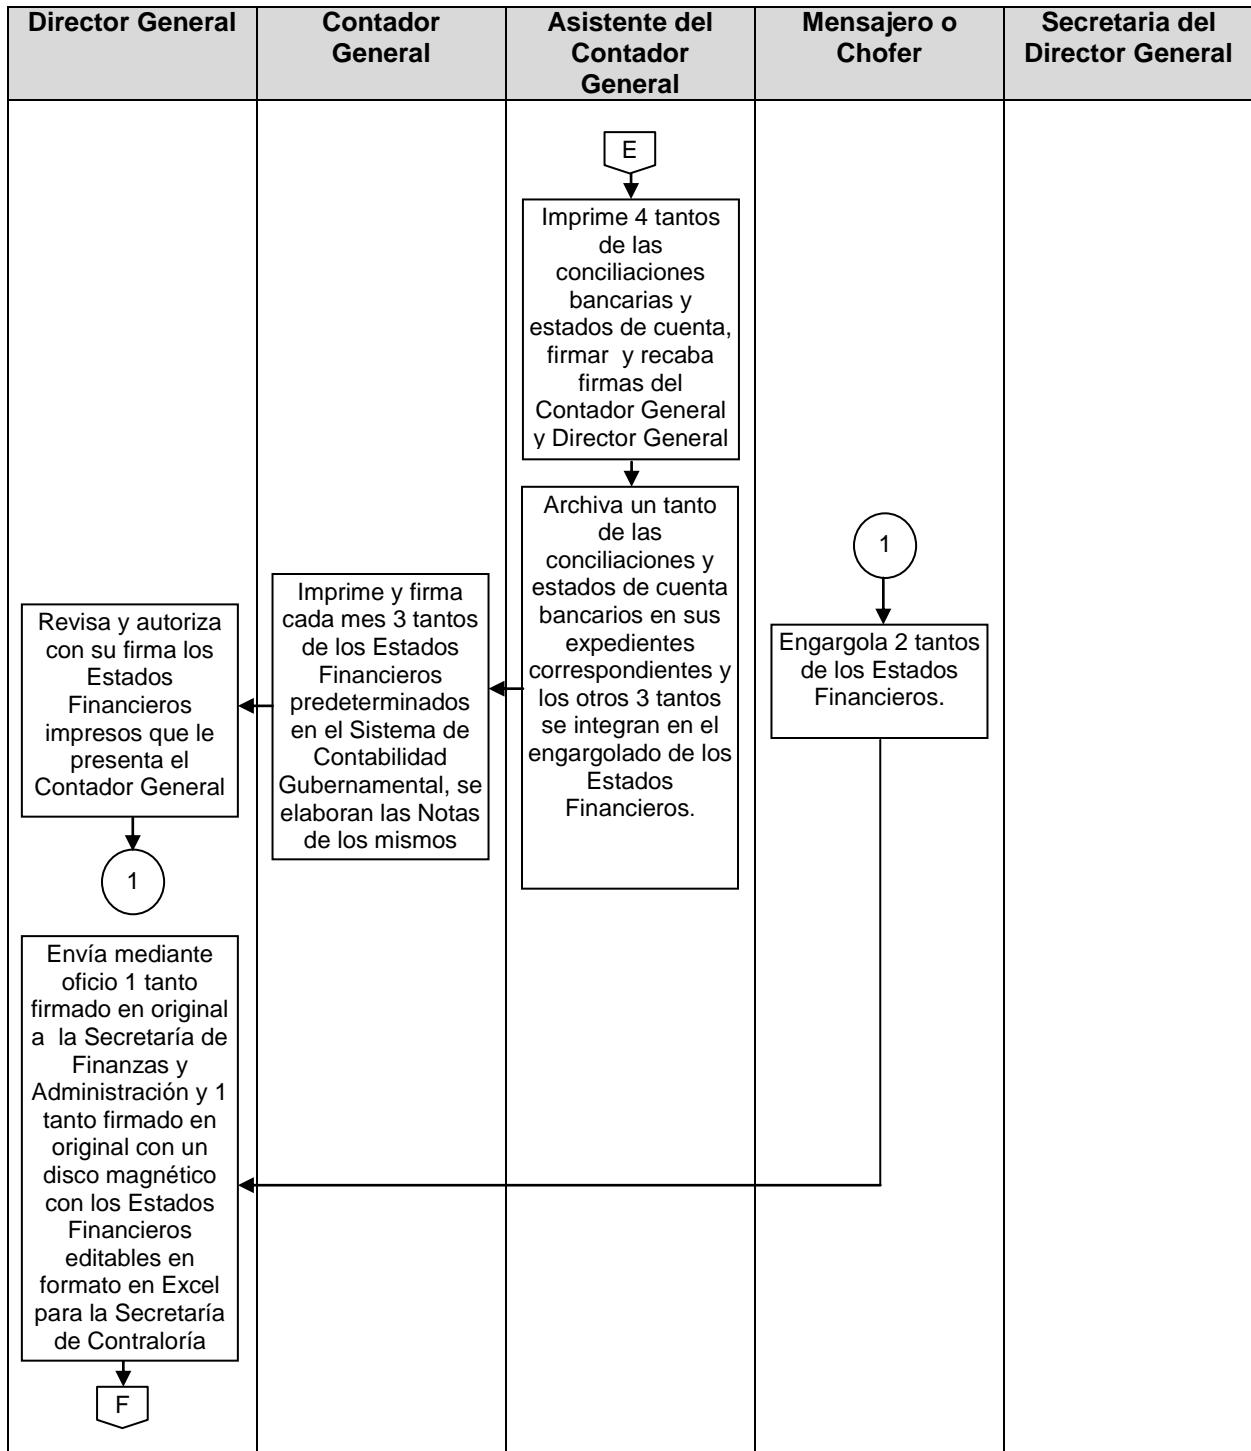 Director General
Contador
General
Asistente del
Contador
General
Mensajero o
Chofer
Secretaria del
Director General
E
Imprime 4 tantos
de las
conciliaciones
bancarias y
estados de cuenta,
firmar y recaba
firmas del
Contador General
y Director General
Archiva un tanto
de las
conciliaciones y
estados de cuenta
bancarios en sus
expedientes
correspondientes y
los otros 3 tantos
se integran en el
engargolado de los
Estados
Financieros.
Imprime y firma
cada mes 3 tantos
de los Estados
Financieros
predeterminados
en el Sistema de
Contabilidad
Gubernamental, se
elaboran las Notas
de los mismos
Revisa y autoriza
con su firma los
Estados
Financieros
impresos que le
presenta el
Contador General
1
1
Engargola 2 tantos
de los Estados
Financieros.
Envía mediante
oficio 1 tanto
firmado en original
a la Secretaría de
Finanzas y
Administración y 1
tanto firmado en
original con un
disco magnético
con los Estados
Financieros
editables en
formato en Excel
para la Secretaría
de Contraloría
F